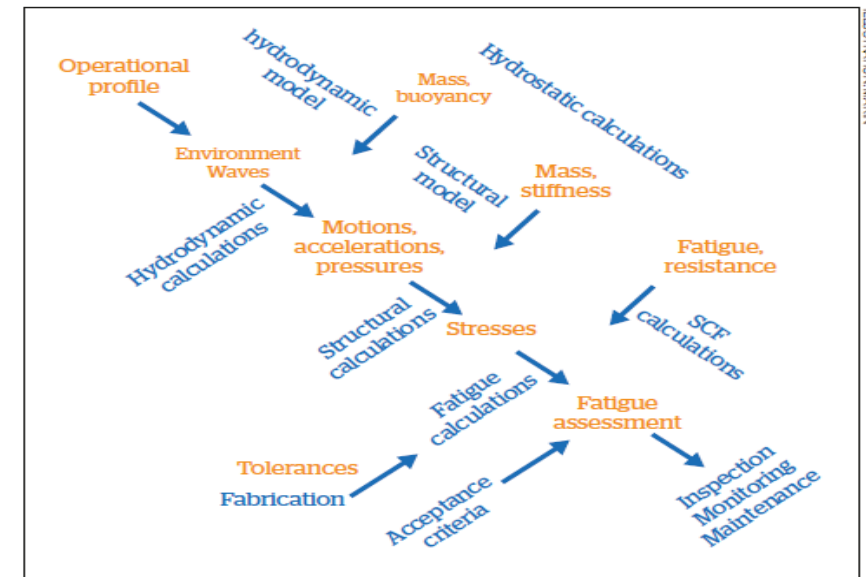 Operational
profile
hydrodynamic
model
Mass,
buoyancy
Hydrostatic calculations
Environment
Waves
Structural
model
Mass,
stiffness
Hydrodynamic
calculations
Motions,
accelerations,
pressures
Fatigue,
resistance
Structural
calculations
Stresses
SCF
calculations
Fatigue
calculations
Fatigue
assessment
Tolerances
Fabrication
Acceptance
criteria
Inspection
Monitoring
Maintenance